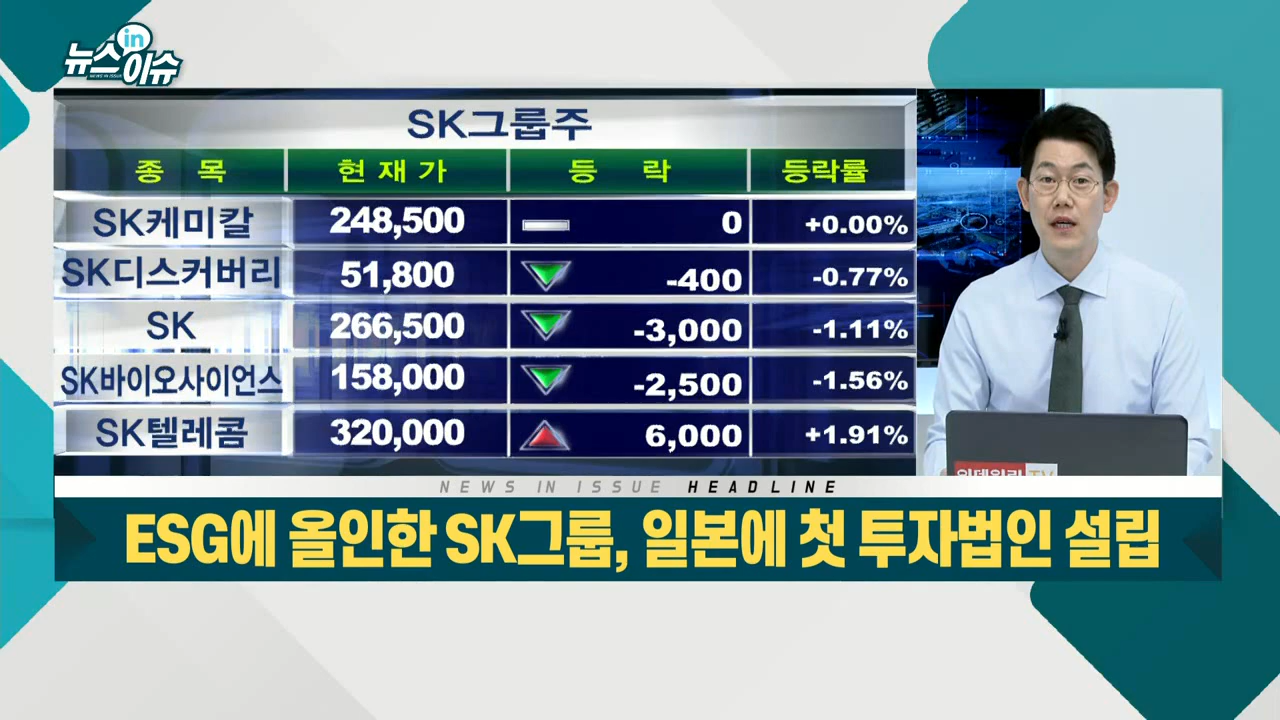 뉴스in이슈
NEWS IN ISSUE
SK그룹주
종 목 현 재 가 등 락 등락률
SK케미칼 248,500 0 +0.00%
SK디스커버리 51,800 -400 -0.77%
SK 266,500 -3,000 -1.11%
SK바이오사이언스 158,000 -2,500 -1.56%
SK텔레콤 320,000 6,000 +1.91%
TV
NEWS IN ISSUE HEADLINE
ESG에 올인한 SK그룹, 일본에 첫 투자법인 설립